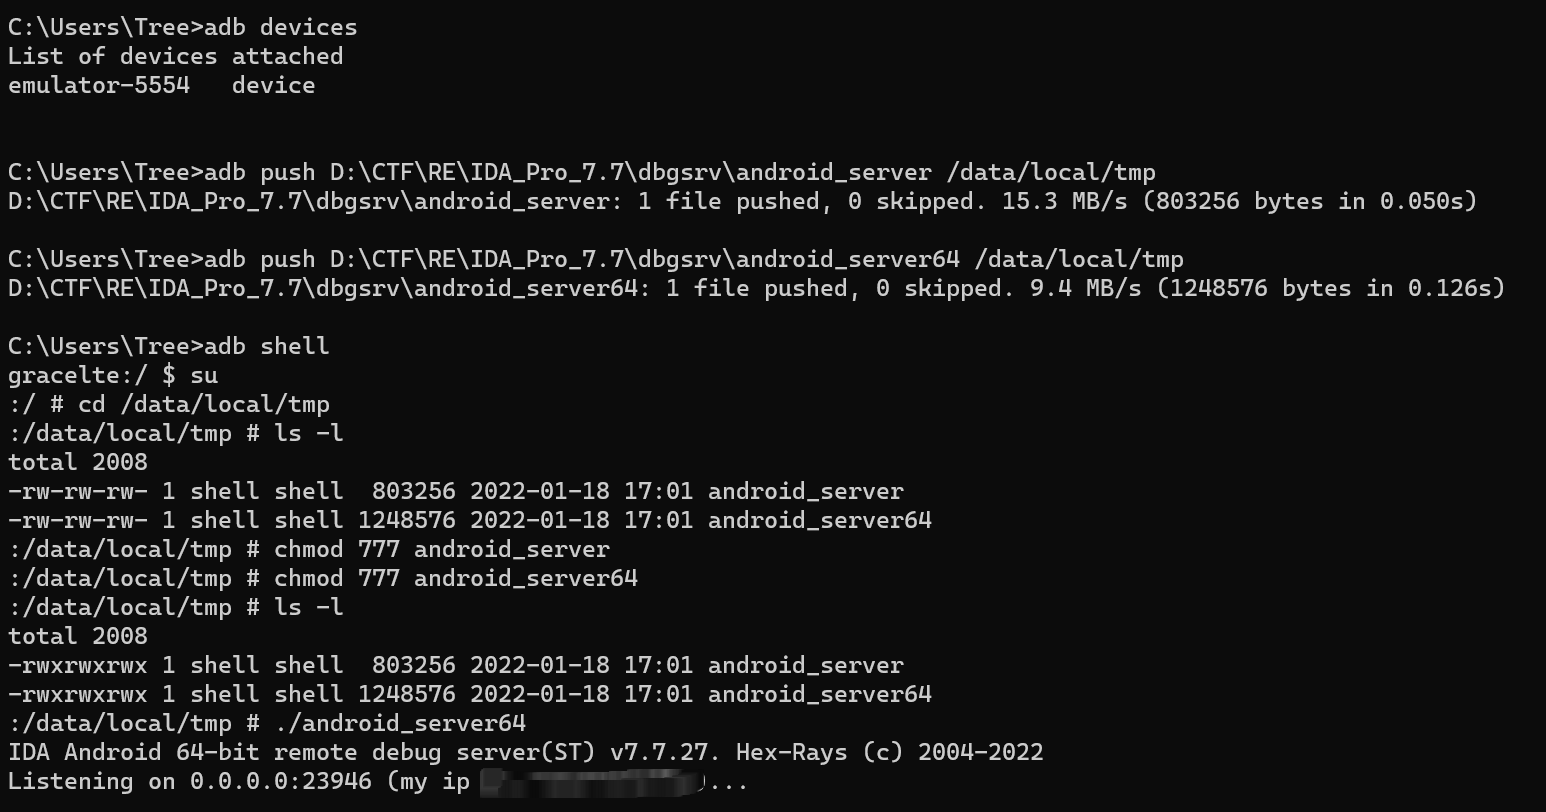 C:\Users\Tree>adb devices
List of devices attached
emulator-5554   device
C:\Users\Tree>adb push D:\CTF\RE\IDA_Pro_7.7\dbgsrv\android_server /data/local/tmp
D:\CTF\RE\IDA_Pro_7.7\dbgsrv\android_server: 1 file pushed, 0 skipped. 15.3 MB/s (803256 bytes in 0.050s)
C:\Users\Tree>adb push D:\CTF\RE\IDA_Pro_7.7\dbgsrv\android_server64 /data/local/tmp
D:\CTF\RE\IDA_Pro_7.7\dbgsrv\android_server64: 1 file pushed, 0 skipped. 9.4 MB/s (1248576 bytes in 0.126s)
C:\Users\Tree>adb shell
gracelte:/ $ su
:/ # cd /data/local/tmp
:/data/local/tmp # ls -l
total 2008
-rw-rw-rw- 1 shell shell  803256 2022-01-18 17:01 android_server
-rw-rw-rw- 1 shell shell 1248576 2022-01-18 17:01 android_server64
:/data/local/tmp # chmod 777 android_server
:/data/local/tmp # chmod 777 android_server64
:/data/local/tmp # ls -l
total 2008
-rwxrwxrwx 1 shell shell  803256 2022-01-18 17:01 android_server
-rwxrwxrwx 1 shell shell 1248576 2022-01-18 17:01 android_server64
:/data/local/tmp # ./android_server64
IDA Android 64-bit remote debug server(ST) v7.7.27. Hex-Rays (c) 2004-2022
Listening on 0.0.0.0:23946 (my ip )...